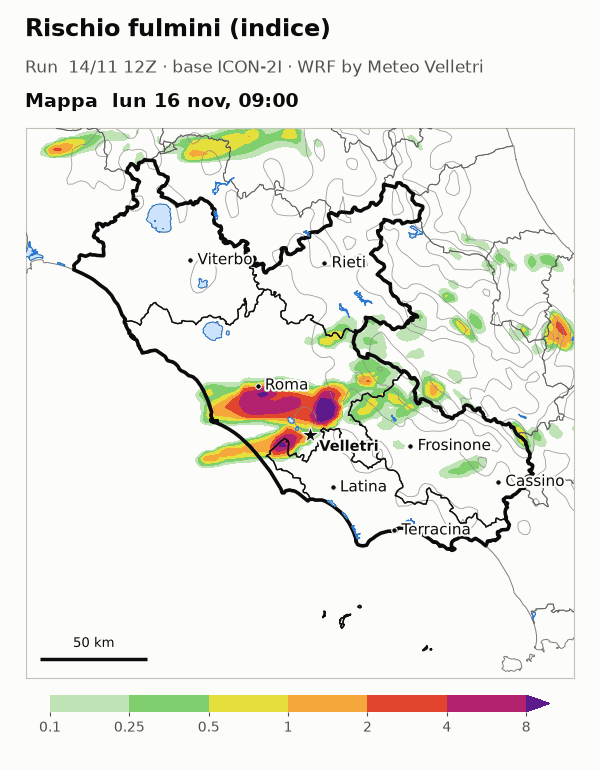 Rischio fulmini (indice)
Run  14/11 12Z · base ICON-2I · WRF by Meteo Velletri
Mappa  lun 16 nov, 09:00
Viterbo
Rieti
Roma
Velletri
Frosinone
Latina
Cassino
Terracina
50 km
0.1 0.25 0.5 1 2 4 8